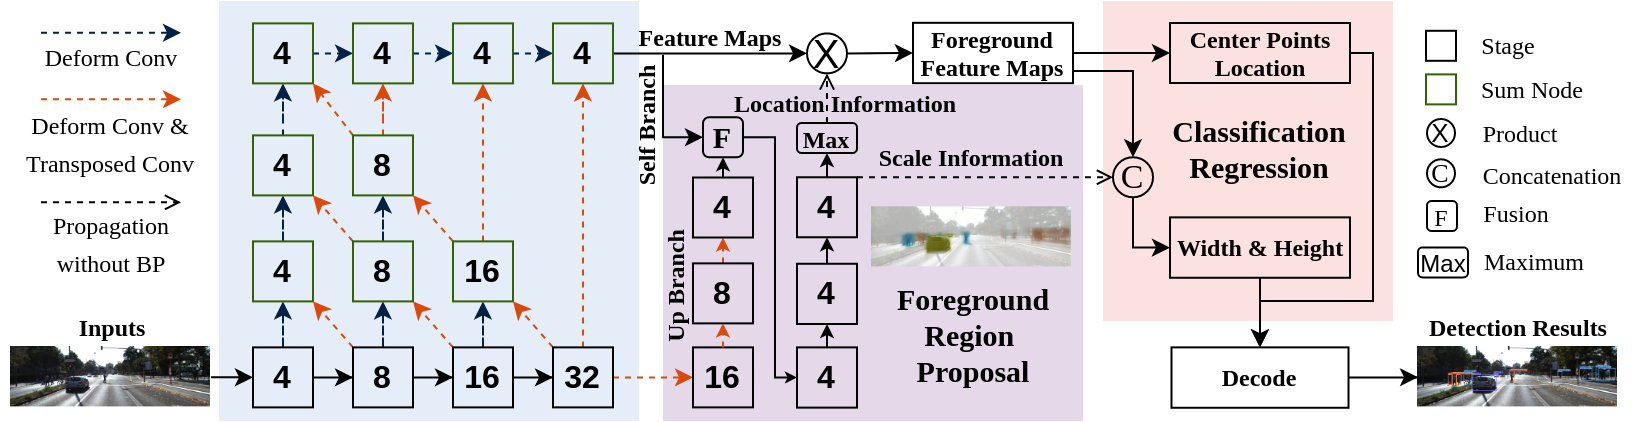 Deform Conv
Deform Conv &
Transposed Conv
Propagation
without BP
Inputs
4 4 4 4
4 8
4 8 16
4 8 16 32
Feature Maps
Self Branch
Up Branch
F
4
8
16
X
Location Information
Max
4
4
4
Scale Information
Foreground
Region
Proposal
Foreground
Feature Maps
Center Points
Location
Classification
Regression
C
Width & Height
Decode
Stage
Sum Node
X Product
C Concatenation
F Fusion
Max Maximum
Detection Results